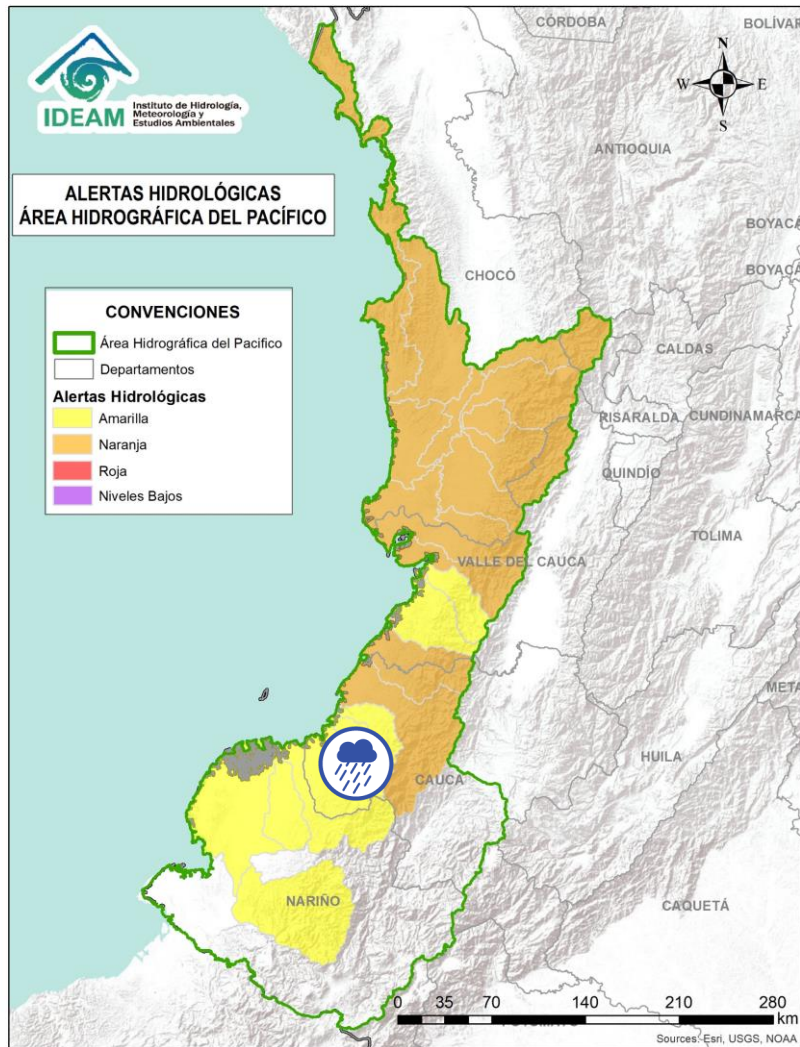 IDEAM
Instituto de Hidrología,
Meteorología y
Estudios Ambientales
ALERTAS HIDROLÓGICAS
ÁREA HIDROGRÁFICA DEL PACÍFICO
CONVENCIONES
Área Hidrográfica del Pacifico
Departamentos
Alertas Hidrológicas
Amarilla
Naranja
Roja
Niveles Bajos
CÓRDOBA
BOLÍVAR
N
W
E
S
ANTIOQUIA
BOYACÁ
CHOCÓ
BOYACÁ
CALDAS
RISARALDA
CUNDINAMARCA
QUINDÍO
TOLIMA
VALLE DEL CAUCA
META
HUILA
CAUCA
NARIÑO
CAQUETÁ
0 35 70 140 210 280
km
Sources: Esri, USGS, NOAA